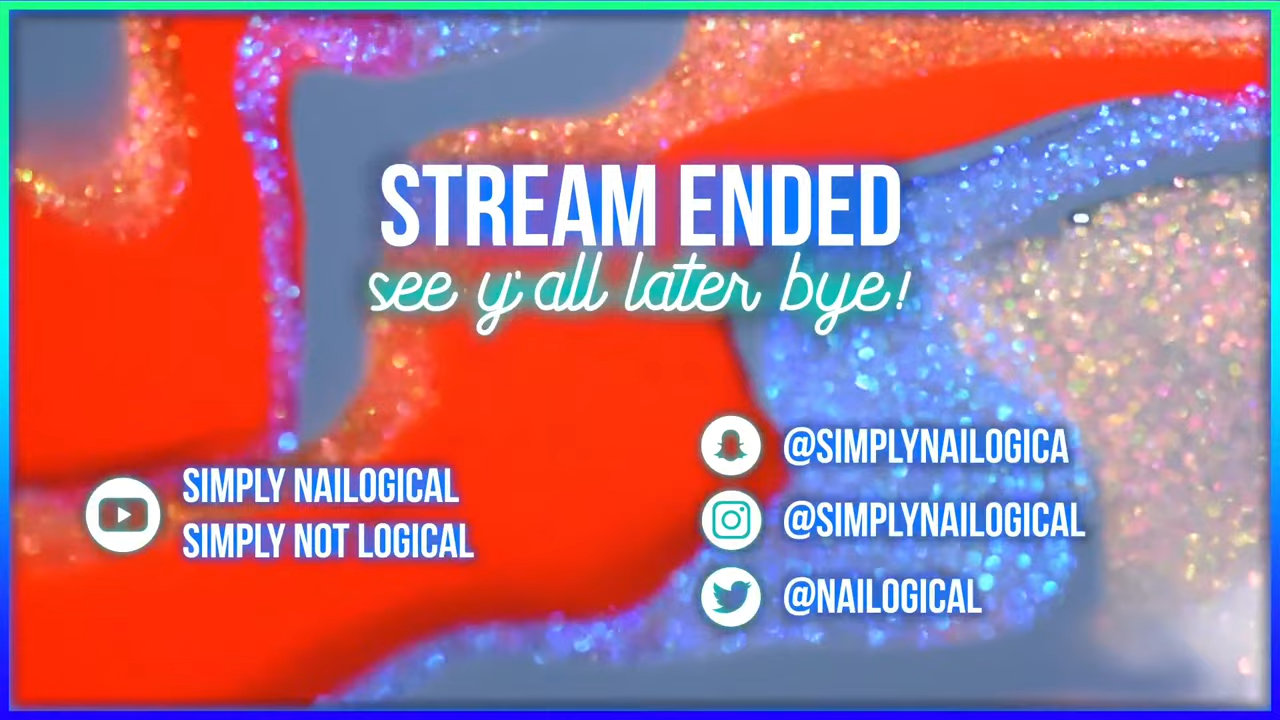 STREAM ENDED
see y'all later bye!
SIMPLY NAILOGICAL
SIMPLY NOT LOGICAL
@SIMPLYNAILOGICA
@SIMPLYNAILOGICAL
@NAILOGICAL